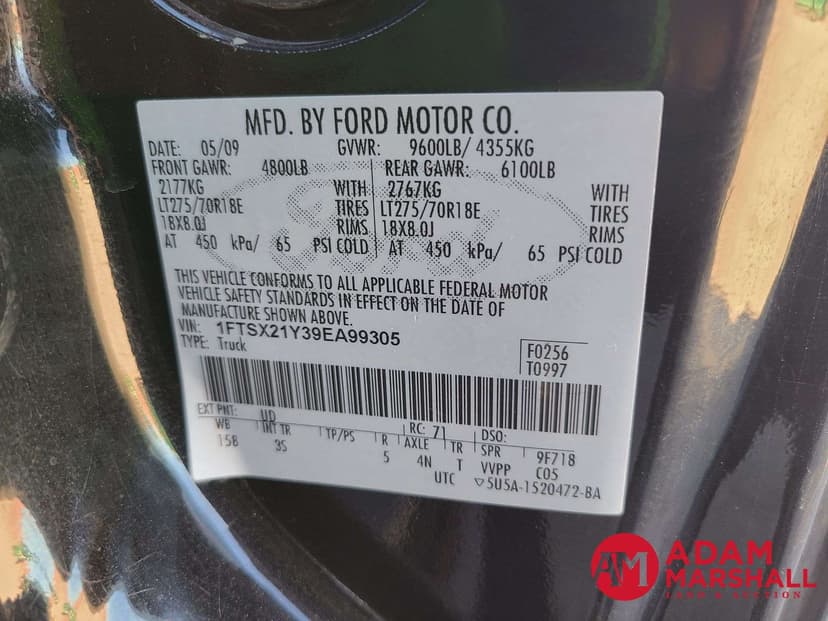 MFD. BY FORD MOTOR CO.
DATE: 05/09 GVWR: 9600LB/ 4355KG
FRONT GAWR: 4800LB REAR GAWR: 6100LB
2177KG WITH 2767KG WITH
LT275/70R18E TIRES LT275/70R18E TIRES
18X8.0J RIMS 18X8.0J RIMS
AT 450 kPa/ 65 PSI COLD AT 450 kPa/ 65 PSI COLD
THIS VEHICLE CONFORMS TO ALL APPLICABLE FEDERAL MOTOR
VEHICLE SAFETY STANDARDS IN EFFECT ON THE DATE OF
MANUFACTURE SHOWN ABOVE.
VIN: 1FTSX21Y39EA99305
TYPE: Truck
F0256
T0997
EXT PNT: UD RC: 71 DSO:
WB INT TR TP/PS R AXLE TR SPR 9F718
158 3S 5 4N T VVPP C05
UTC ▽5U5A-1520472-BA
AM ADAM
MARSHALL
LAND & AUCTION